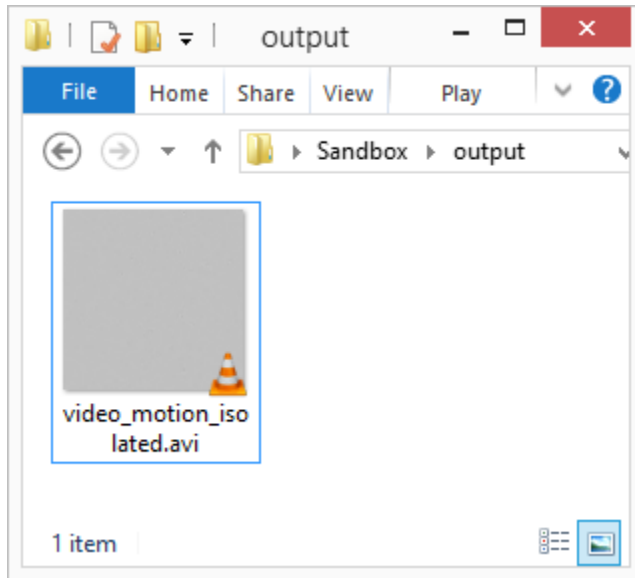 output
File Home Share View Play
Sandbox output
video_motion_iso
lated.avi
1 item